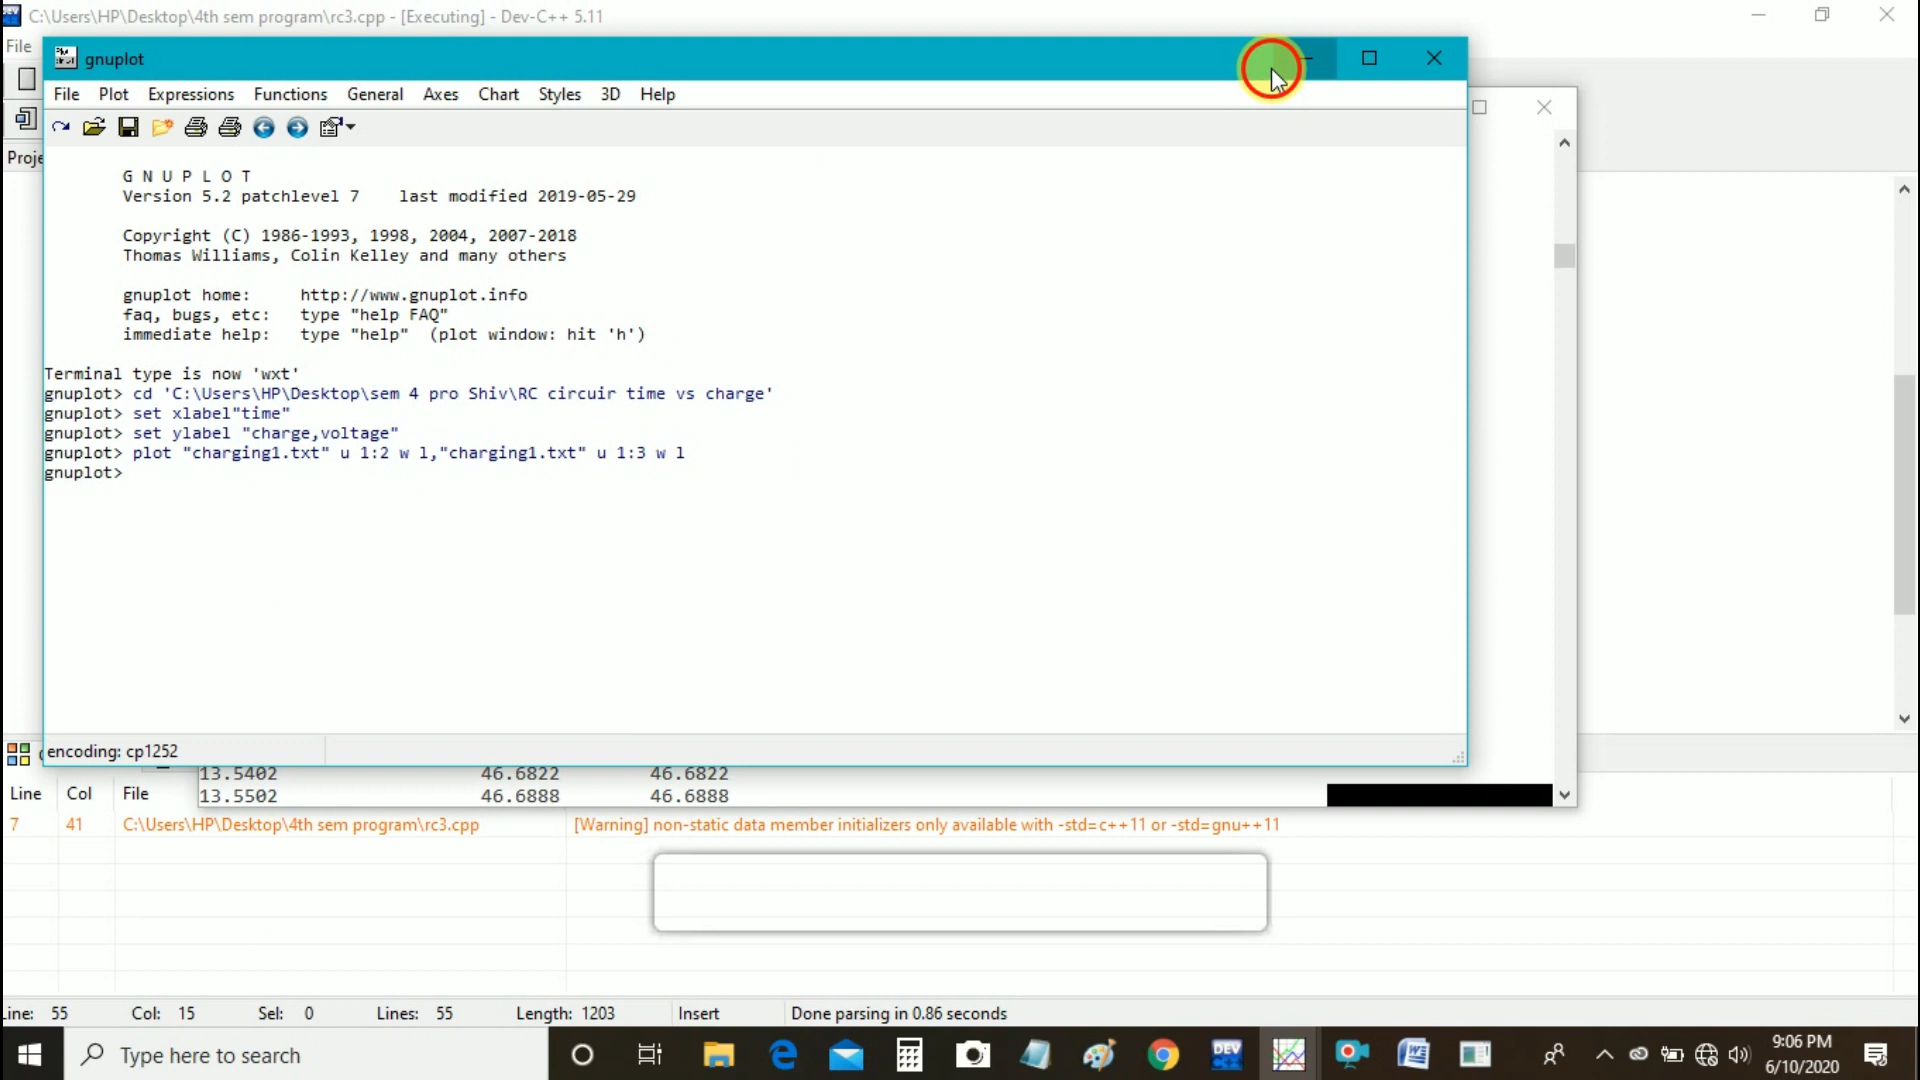 C:\Users\HP\Desktop\4th sem program\rc3.cpp - [Executing] - Dev-C++ 5.11
File
gnuplot
File Plot Expressions Functions General Axes Chart Styles 3D Help
Proje
G N U P L O T
Version 5.2 patchlevel 7 last modified 2019-05-29
Copyright (C) 1986-1993, 1998, 2004, 2007-2018
Thomas Williams, Colin Kelley and many others
gnuplot home: http://www.gnuplot.info
faq, bugs, etc: type "help FAQ"
immediate help: type "help" (plot window: hit 'h')
Terminal type is now 'wxt'
gnuplot> cd 'C:\Users\HP\Desktop\sem 4 pro Shiv\RC circuir time vs charge'
gnuplot> set xlabel"time"
gnuplot> set ylabel "charge,voltage"
gnuplot> plot "charging1.txt" u 1:2 w l,"charging1.txt" u 1:3 w l
gnuplot>
encoding: cp1252
13.5402 46.6822 46.6822
13.5502 46.6888 46.6888
Line Col File
7 41 C:\Users\HP\Desktop\4th sem program\rc3.cpp [Warning] non-static data member initializers only available with -std=c++11 or -std=gnu++11
Line: 55 Col: 15 Sel: 0 Lines: 55 Length: 1203 Insert Done parsing in 0.86 seconds
Type here to search
DEV
9:06 PM
6/10/2020